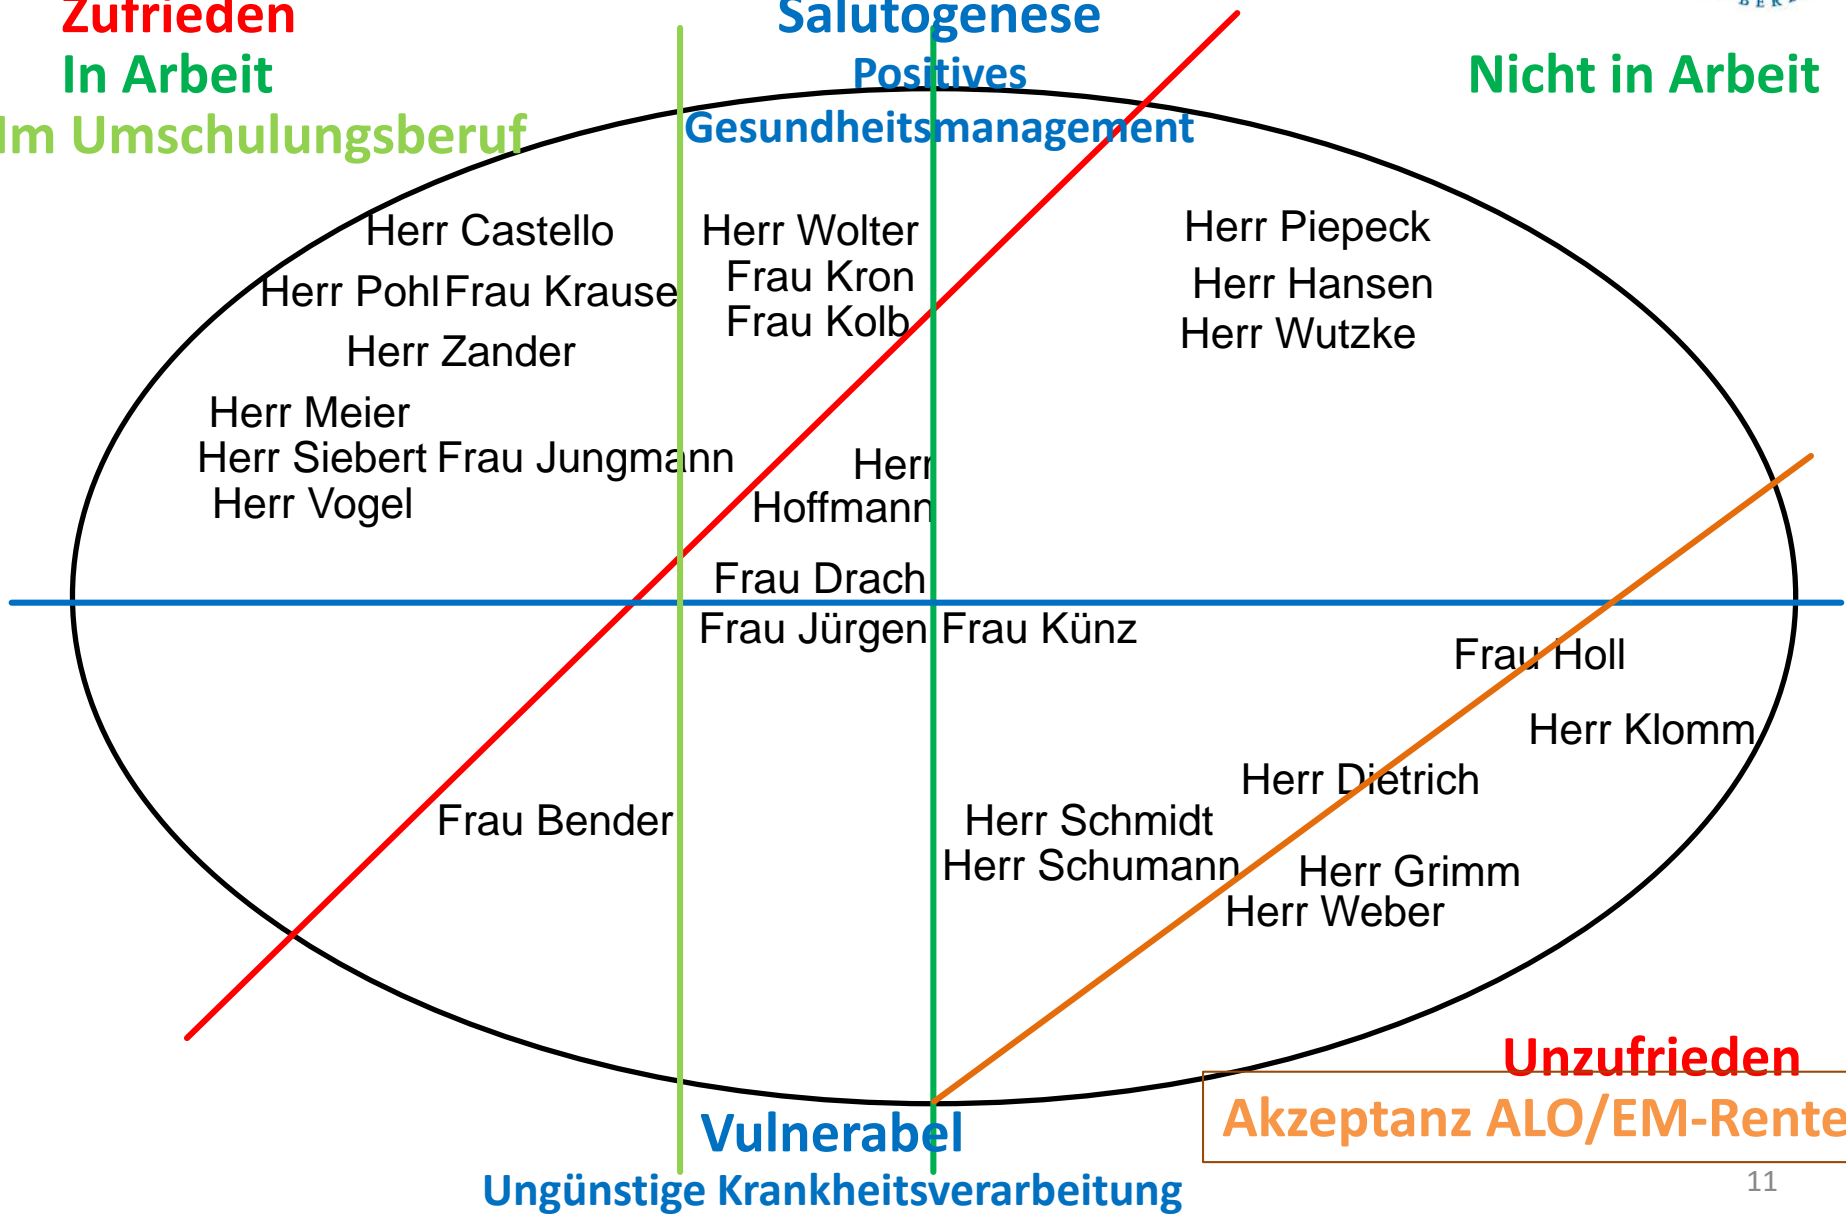 Zufrieden
Salutogenese
In Arbeit
Positives
Nicht in Arbeit
Im Umschulungsberuf
Gesundheitsmanagement
Herr Castello
Herr Wolter
Herr Piepeck
Frau Kron
Herr Hansen
Herr Pohl Frau Krause
Frau Kolb
Herr Wutzke
Herr Zander
Herr Meier
Herr Siebert Frau Jungmann
Herr
Herr Vogel
Hoffmann
Frau Drach
Frau Jürgen Frau Künz
Frau Holl
Herr Klomm
Herr Dietrich
Frau Bender
Herr Schmidt
Herr Schumann
Herr Grimm
Herr Weber
Unzufrieden
Vulnerabel
Akzeptanz ALO/EM-Rente
Ungünstige Krankheitsverarbeitung
11